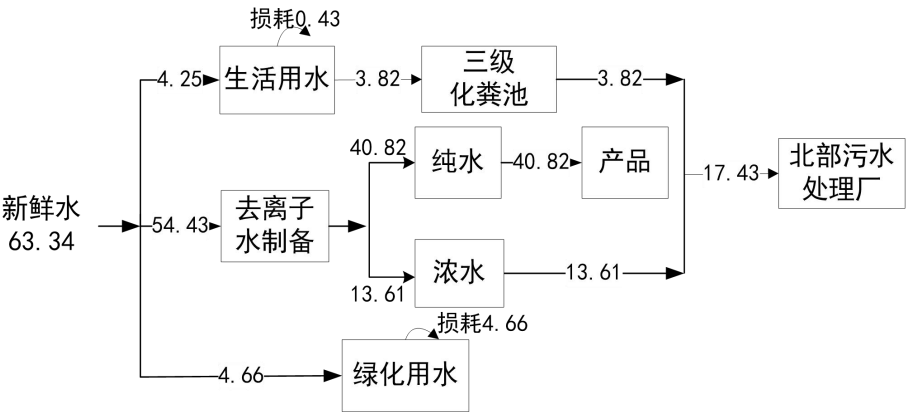 损耗0.43
4.25
生活用水
3.82
三级
化粪池
3.82
40.82
纯水
40.82
产品
17.43
北部污水
处理厂
新鲜水
63.34
54.43
去离子
水制备
13.61
浓水
13.61
损耗4.66
4.66
绿化用水